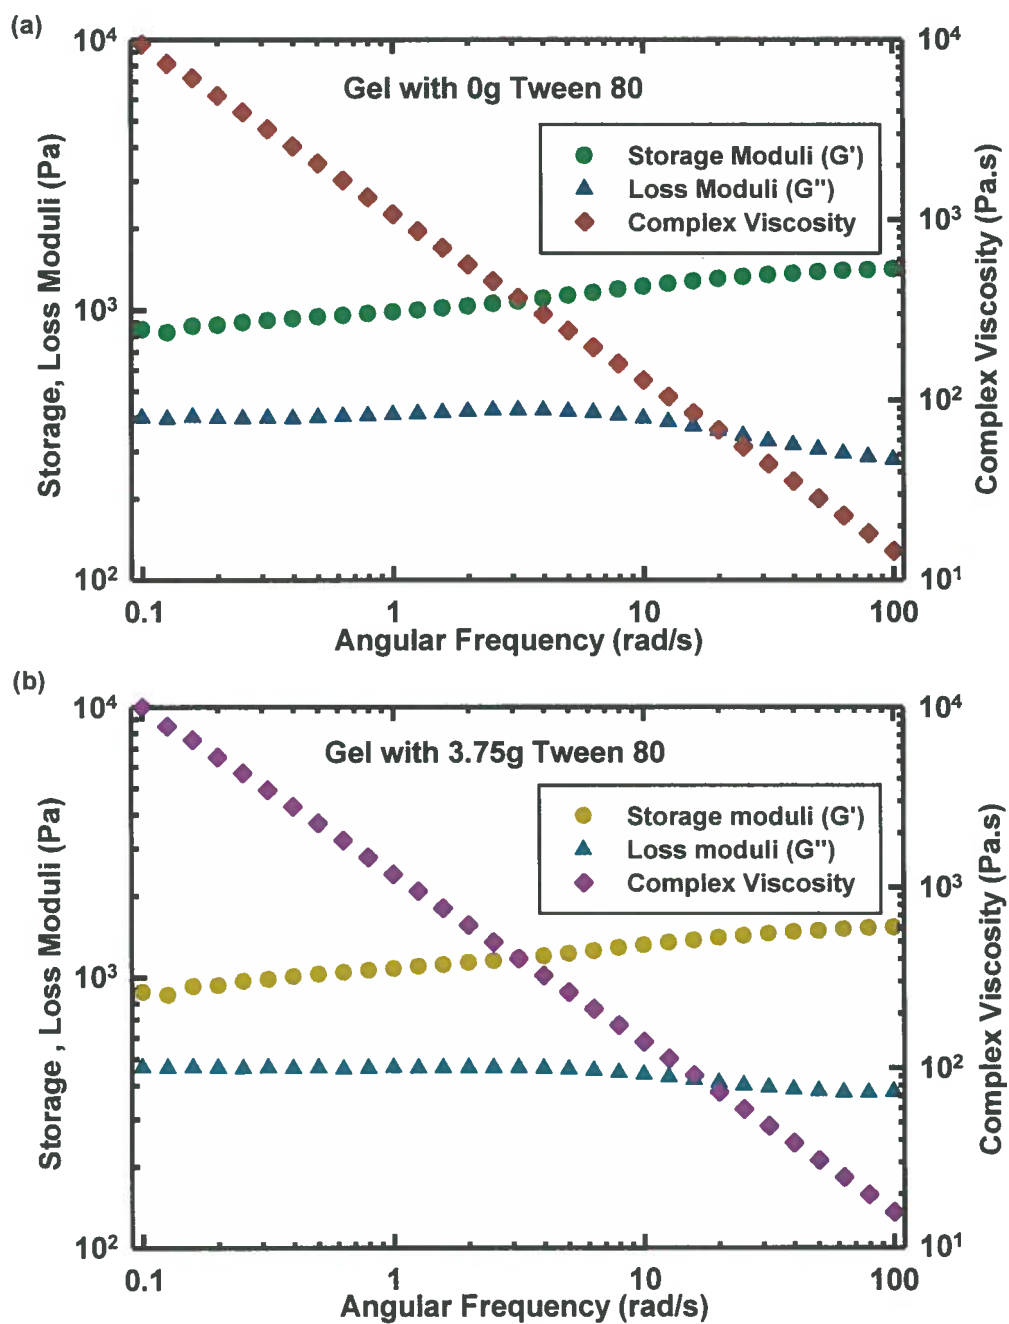 (a)
Gel with 0g Tween 80
Storage Moduli (G')
Loss Moduli (G")
Complex Viscosity
Storage, Loss Moduli (Pa)
10⁴
10³
10²
Complex Viscosity (Pa.s)
10⁴
10³
10²
10¹
0.1 1 10 100
Angular Frequency (rad/s)
(b)
Gel with 3.75g Tween 80
Storage moduli (G')
Loss moduli (G")
Complex Viscosity
Storage , Loss Moduli (Pa)
10⁴
10³
10²
Complex Viscosity (Pa.s)
10⁴
10³
10²
10¹
0.1 1 10 100
Angular Frequency (rad/s)